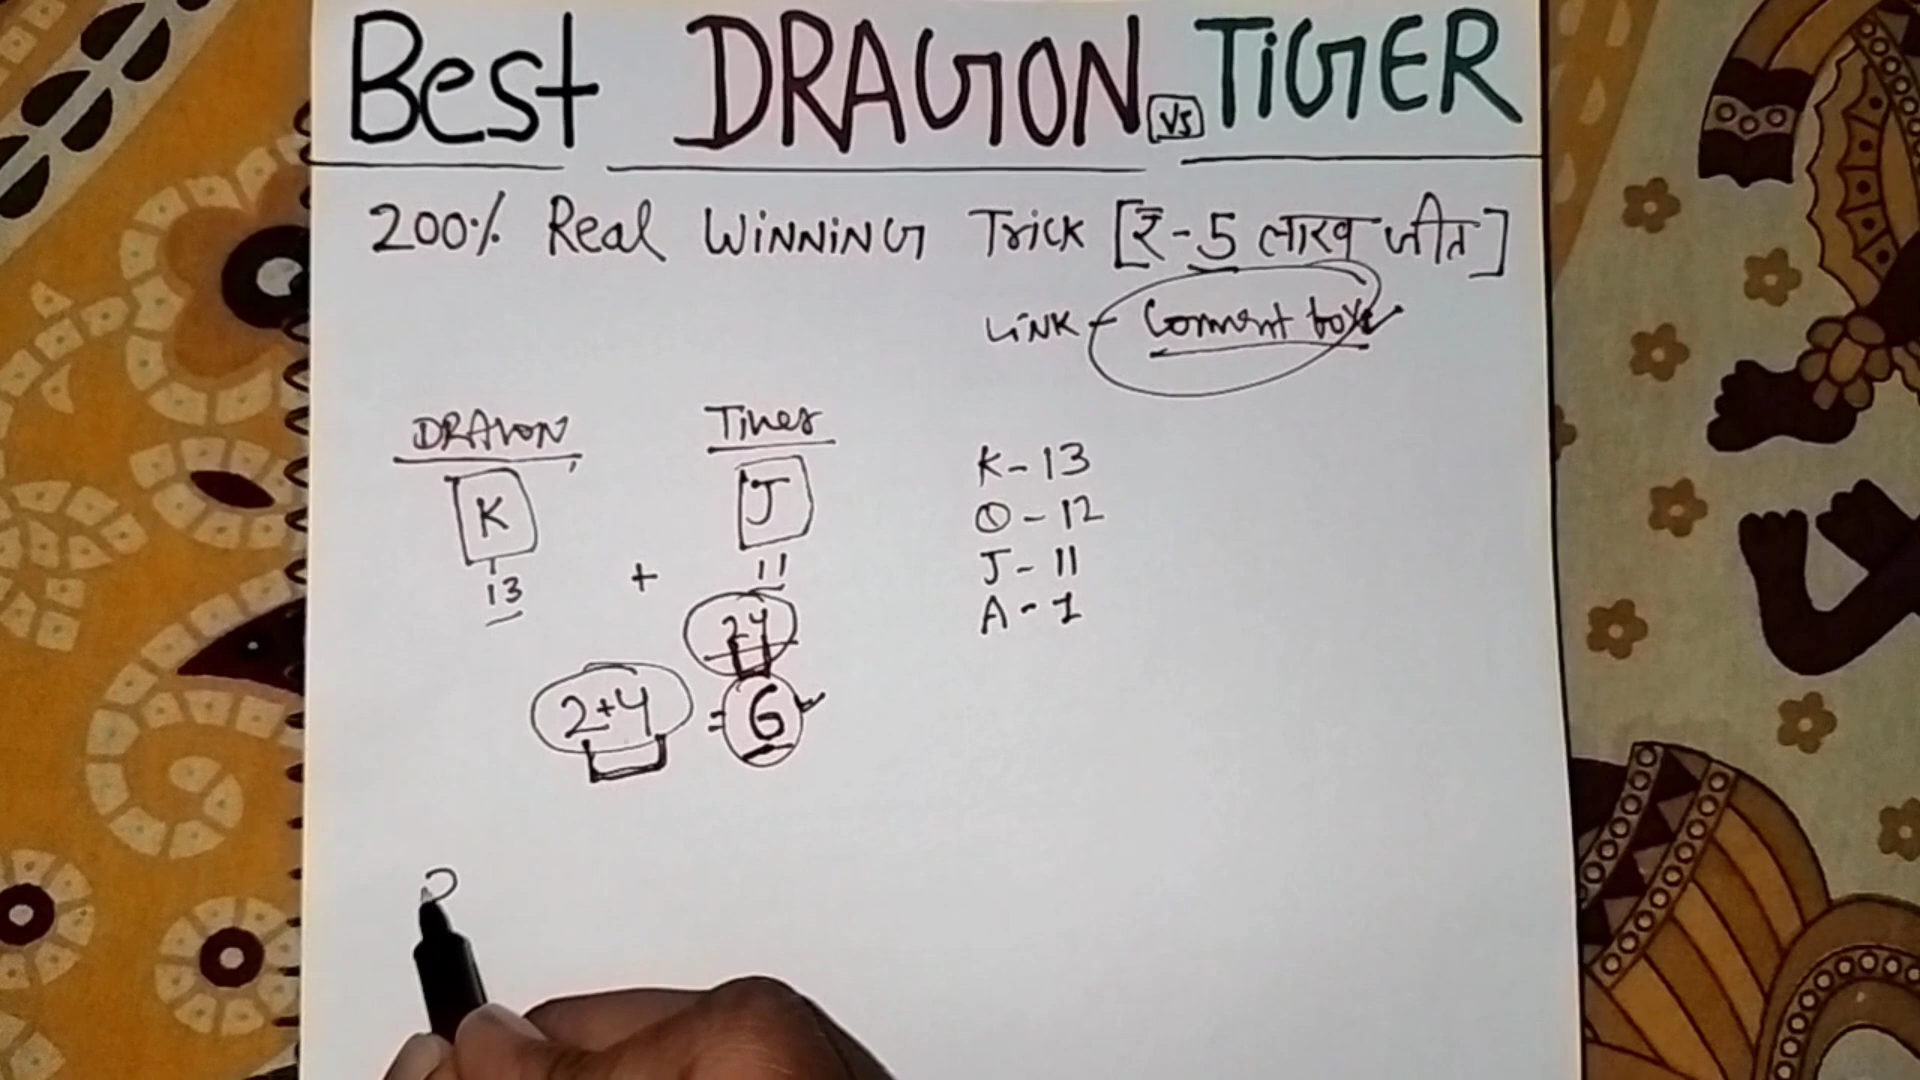 Best DRAGON vs TIGER
200% Real WINNING Trick [₹-5 लाख जीत]
LINK - Comment box
DRAGON Tiger
K J K-13
13 + 11 Q-12
24 J-11
2+4 = 6 A-1
2